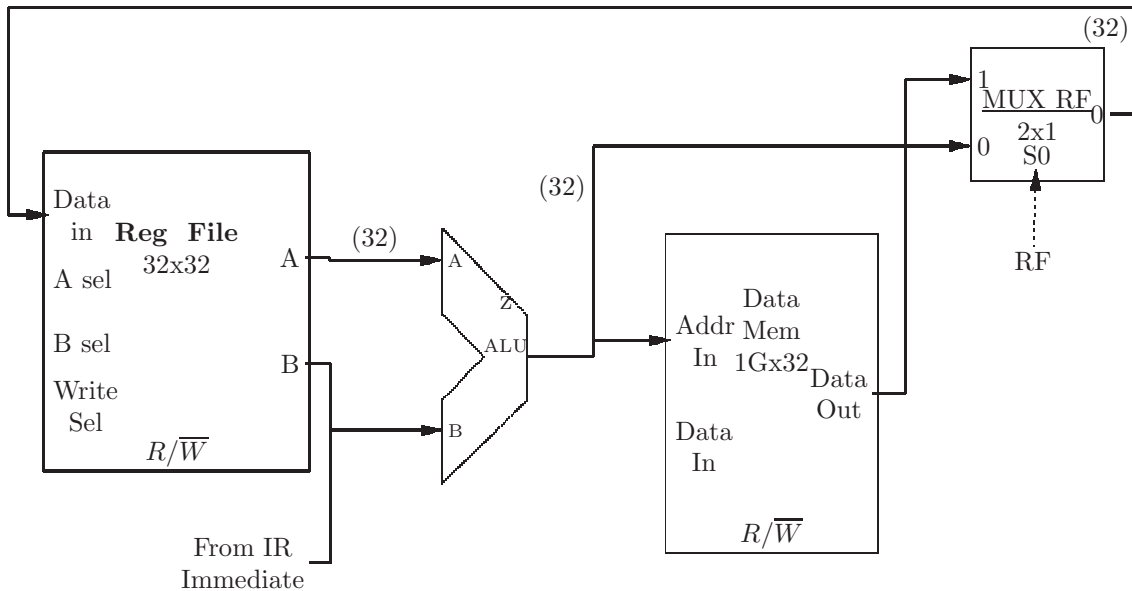 (32)
1
MUX RF
0
2x1
0
S0
(32)
RF
Data
in Reg File
32x32
A sel
B sel
Write
Sel
R/W̅
A
B
(32)
A
Z
ALU
B
Data
Addr Mem
In 1Gx32
Data
Out
Data
In
R/W̅
From IR
Immediate